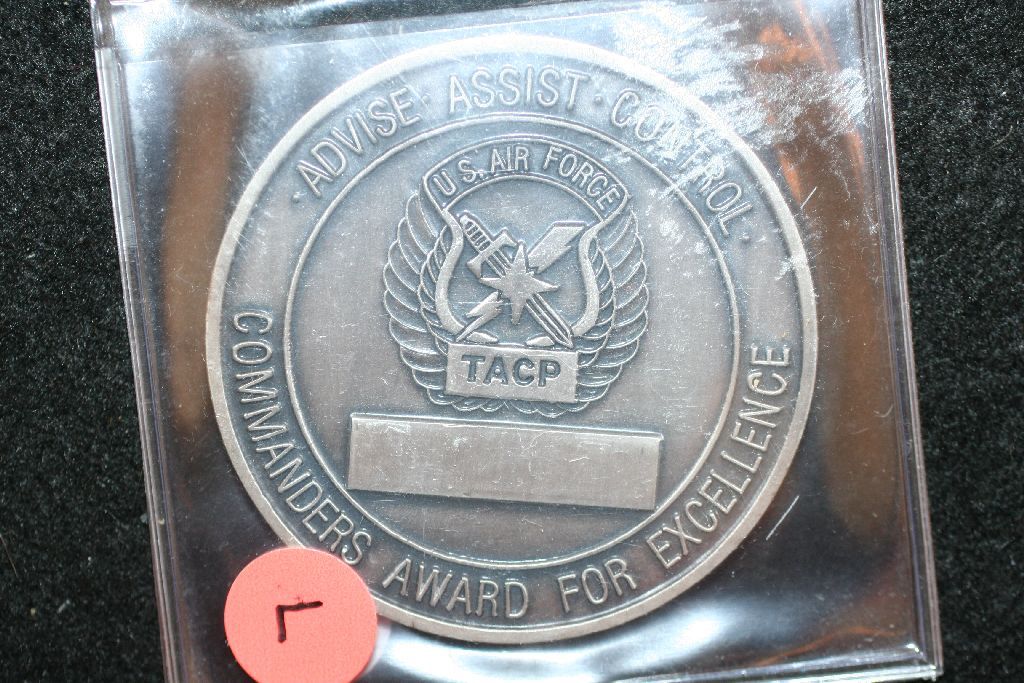 ·ADVISE·ASSIST·CONTROL·
U.S. AIR FORCE
TACP
COMMANDERS AWARD FOR EXCELLENCE
L